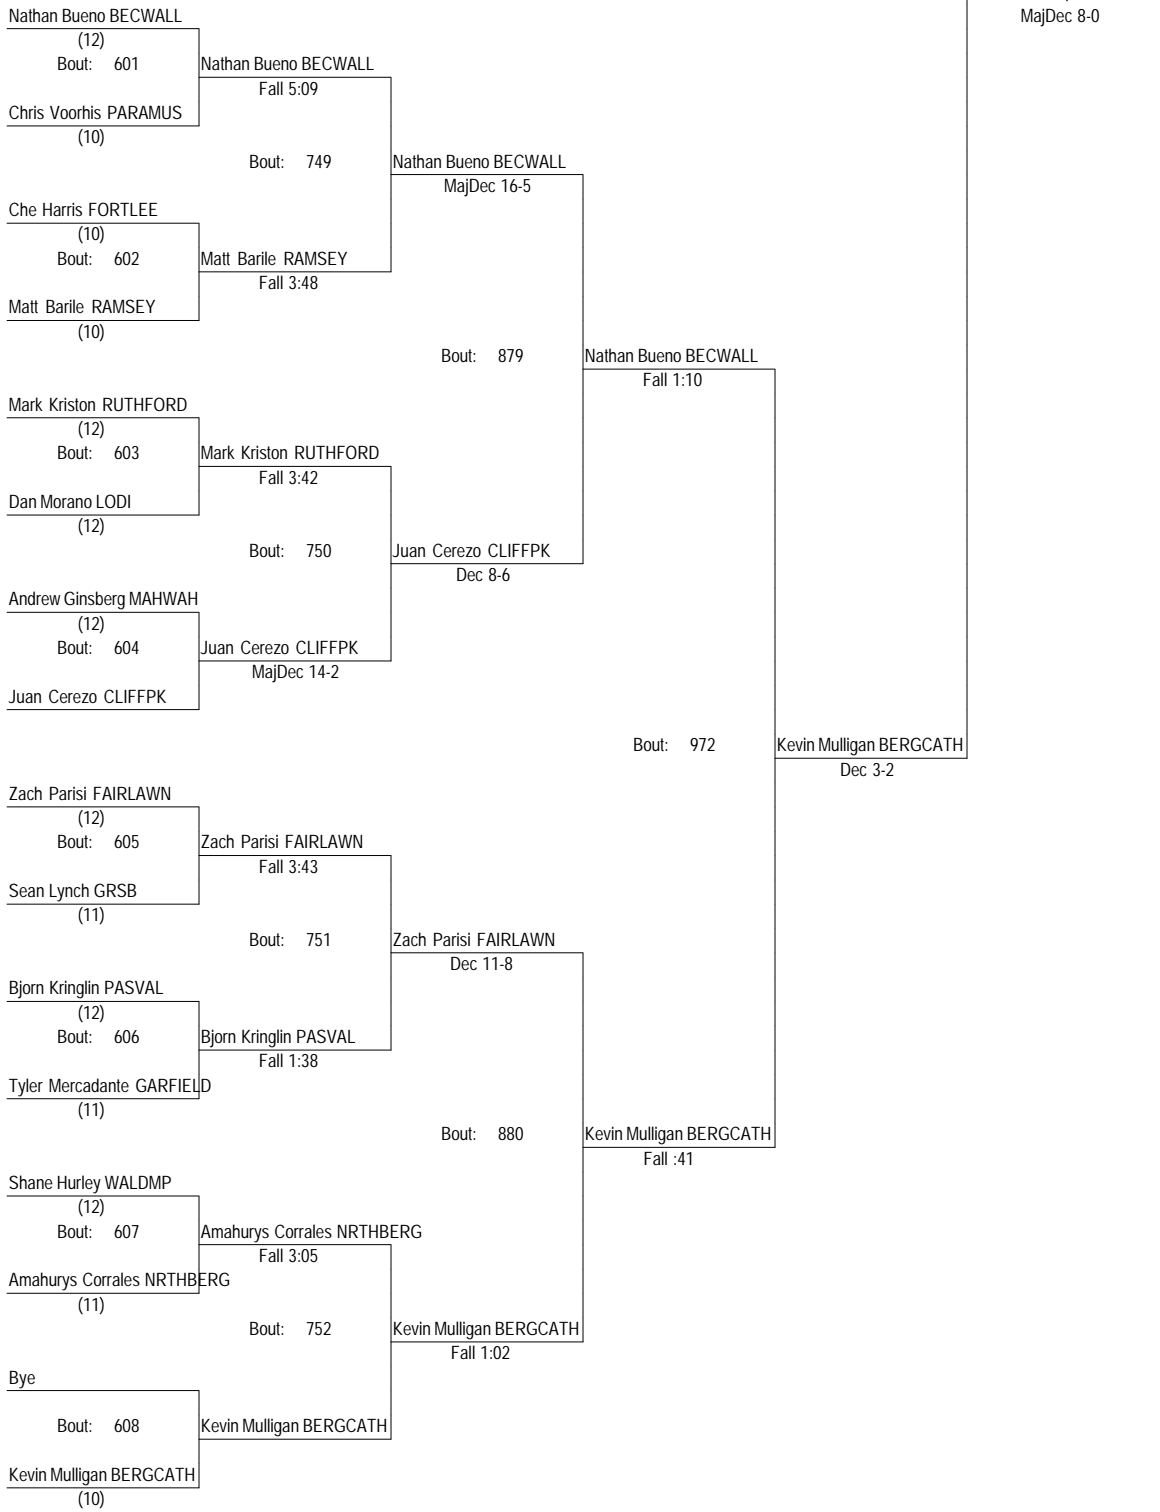 MajDec 8-0
Nathan Bueno BECWALL
(12)
Bout: 601
Nathan Bueno BECWALL
Fall 5:09
Chris Voorhis PARAMUS
(10)
Bout: 749
Nathan Bueno BECWALL
MajDec 16-5
Che Harris FORTLEE
(10)
Bout: 602
Matt Barile RAMSEY
Fall 3:48
Matt Barile RAMSEY
(10)
Bout: 879
Nathan Bueno BECWALL
Fall 1:10
Mark Kriston RUTHFORD
(12)
Bout: 603
Mark Kriston RUTHFORD
Fall 3:42
Dan Morano LODI
(12)
Bout: 750
Juan Cerezo CLIFFPK
Dec 8-6
Andrew Ginsberg MAHWAH
(12)
Bout: 604
Juan Cerezo CLIFFPK
MajDec 14-2
Juan Cerezo CLIFFPK
Bout: 972
Kevin Mulligan BERGCATH
Dec 3-2
Zach Parisi FAIRLAWN
(12)
Bout: 605
Zach Parisi FAIRLAWN
Fall 3:43
Sean Lynch GRSB
(11)
Bout: 751
Zach Parisi FAIRLAWN
Dec 11-8
Bjorn Kringlin PASVAL
(12)
Bout: 606
Bjorn Kringlin PASVAL
Fall 1:38
Tyler Mercadante GARFIELD
(11)
Bout: 880
Kevin Mulligan BERGCATH
Fall :41
Shane Hurley WALDMP
(12)
Bout: 607
Amahurys Corrales NRTHBERG
Fall 3:05
Amahurys Corrales NRTHBERG
(11)
Bout: 752
Kevin Mulligan BERGCATH
Fall 1:02
Bye
Bout: 608
Kevin Mulligan BERGCATH
Kevin Mulligan BERGCATH
(10)